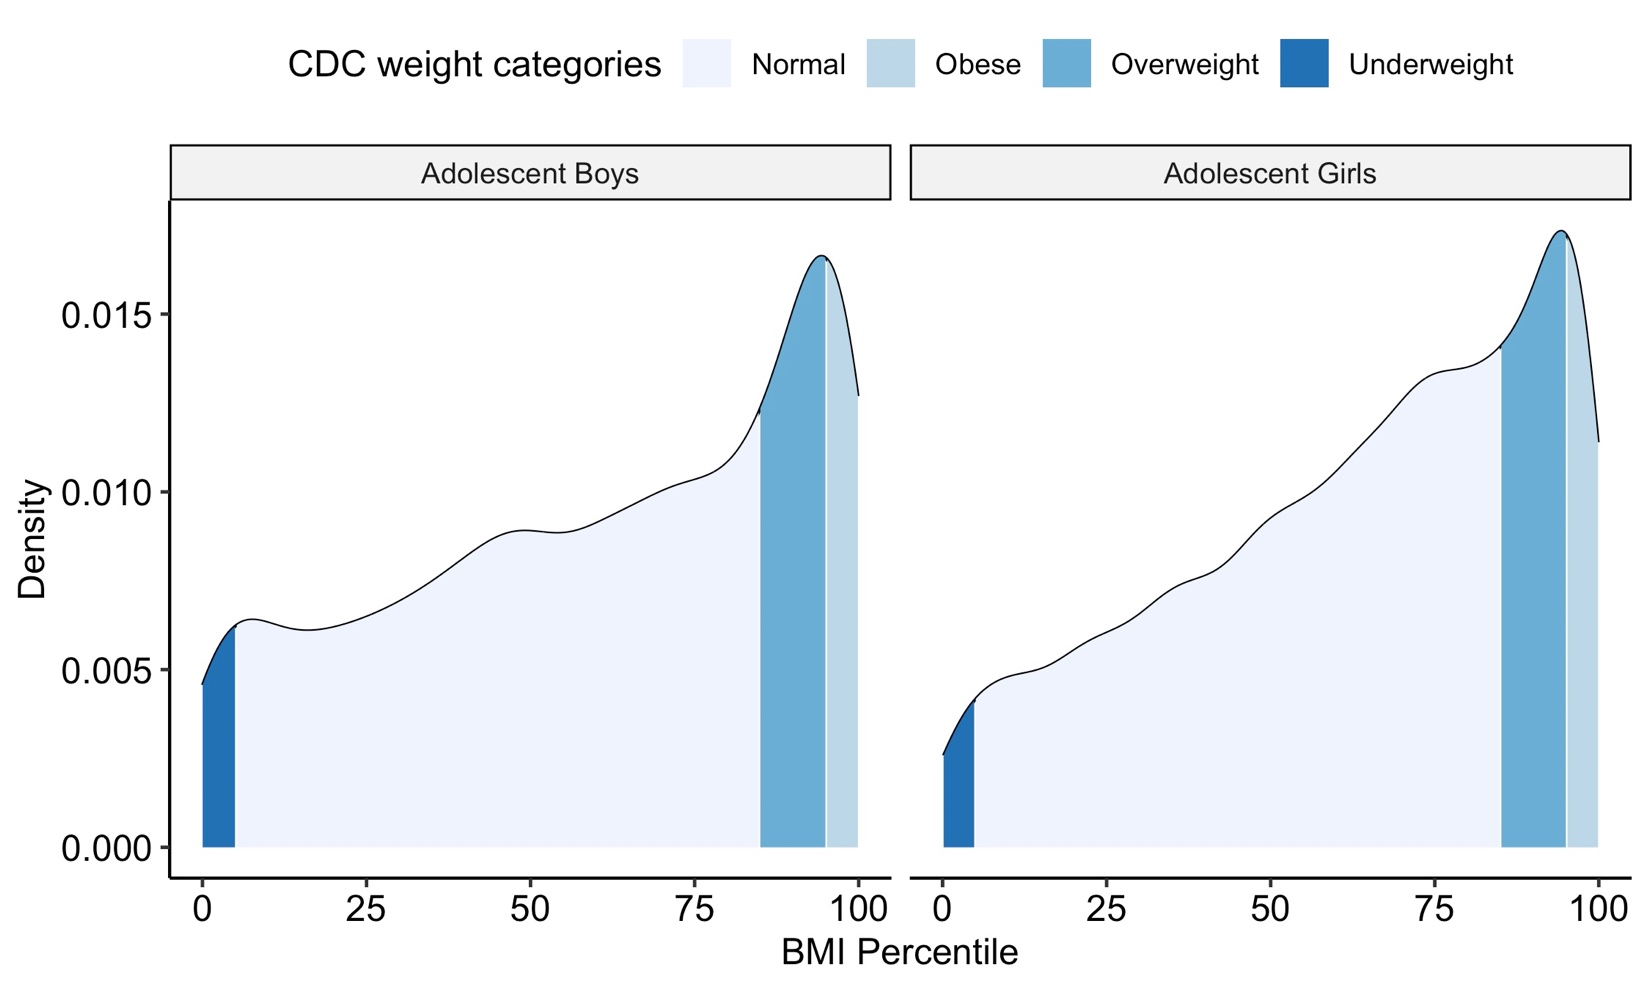 CDC weight categories Normal Obese Overweight Underweight
Adolescent Boys Adolescent Girls
0.015
0.010
0.005
0.000
Density
0 25 50 75 100 0 25 50 75 100
BMI Percentile